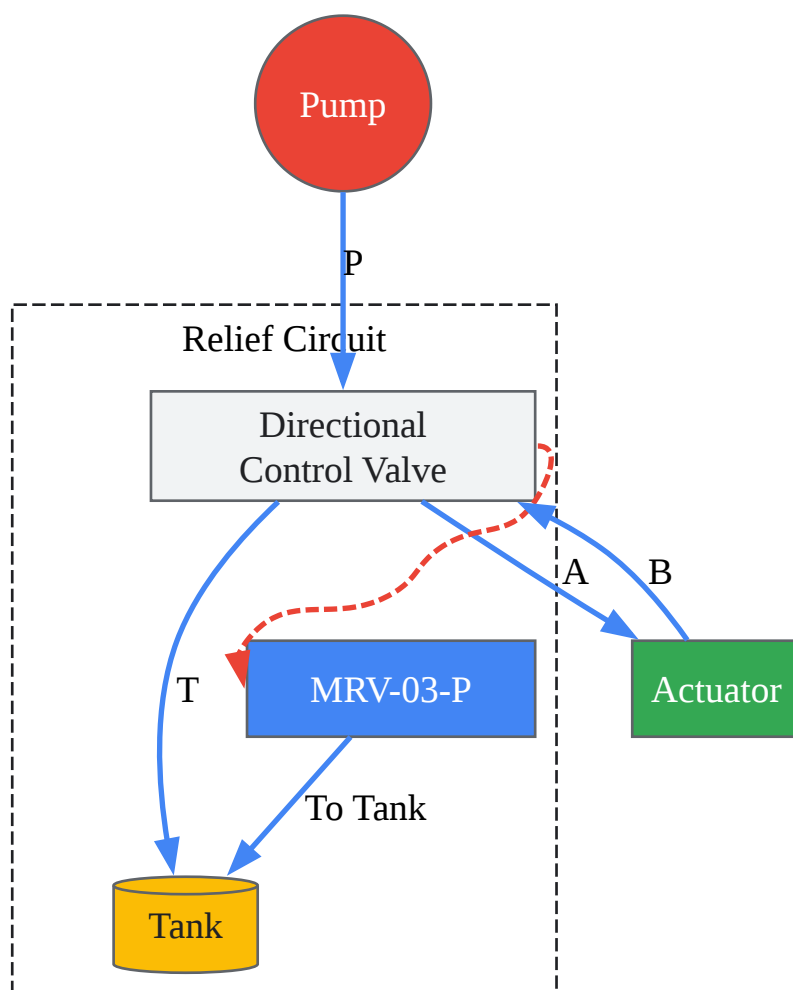 Pump
P
Relief Circuit
Directional
Control Valve
A
B
T
MRV-03-P
Actuator
To Tank
Tank